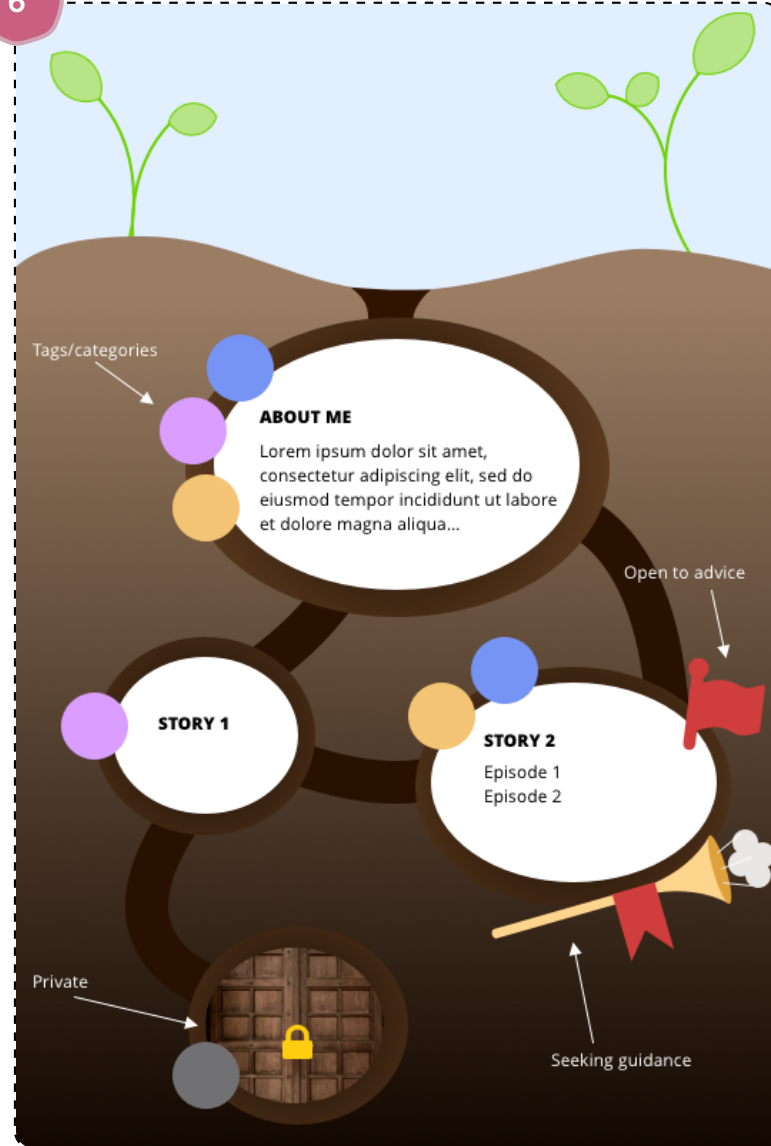 6
Tags/categories
ABOUT ME
Lorem ipsum dolor sit amet,
consectetur adipiscing elit, sed do
eiusmod tempor incididunt ut labore
et dolore magna aliqua...
Open to advice
STORY 1
STORY 2
Episode 1
Episode 2
Private
Seeking guidance